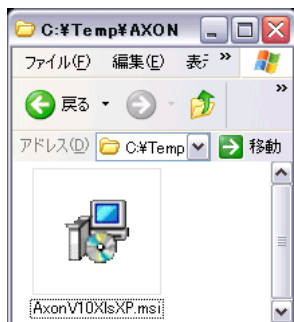 C:¥Temp¥AXON
ファイル(F) 編集(E) 表 »
戻る »
アドレス(D) C:¥Temp 移動
AxonV10XlsXP.msi